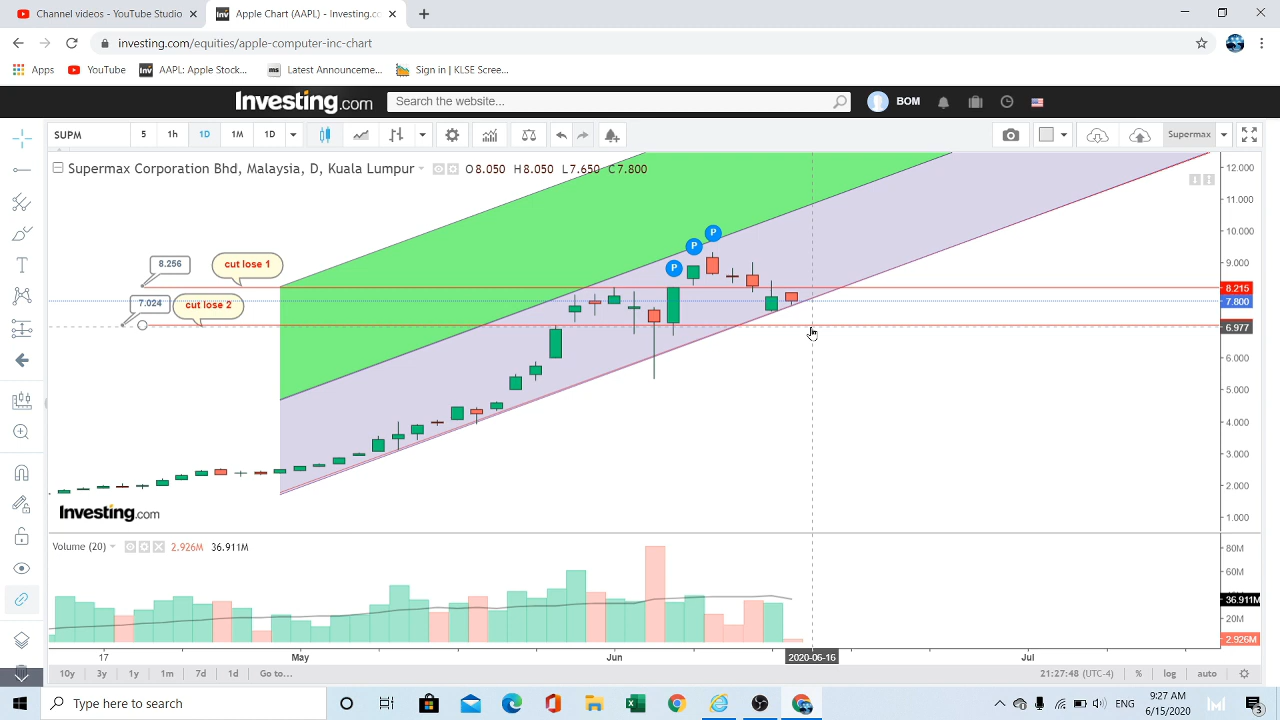 Channel videos - YouTube Studio
Apple Chart (AAPL) - Investing.co
investing.com/equities/apple-computer-inc-chart
Apps
YouTube
AAPL: Apple Stock...
Latest Announceme...
Sign in | KLSE Scree...
Investing.com
Search the website...
BOM
SUPM
5
1h
1D
1M
1D
Supermax
Supermax Corporation Bhd, Malaysia, D, Kuala Lumpur
O8.050 H8.050 L7.650 C7.800
12.000
11.000
10.000
9.000
8.215
7.800
6.977
6.000
5.000
4.000
3.000
2.000
1.000
8.256
cut lose 1
7.024
cut lose 2
P
P
P
Investing.com
Volume (20)
2.926M
36.911M
80M
60M
36.911M
20M
2.926M
17
May
Jun
2020-06-16
Jul
10y
3y
1y
1m
7d
1d
Go to...
21:27:48 (UTC-4)
%
log
auto
Type here to search
9:27 AM
6/15/2020
3